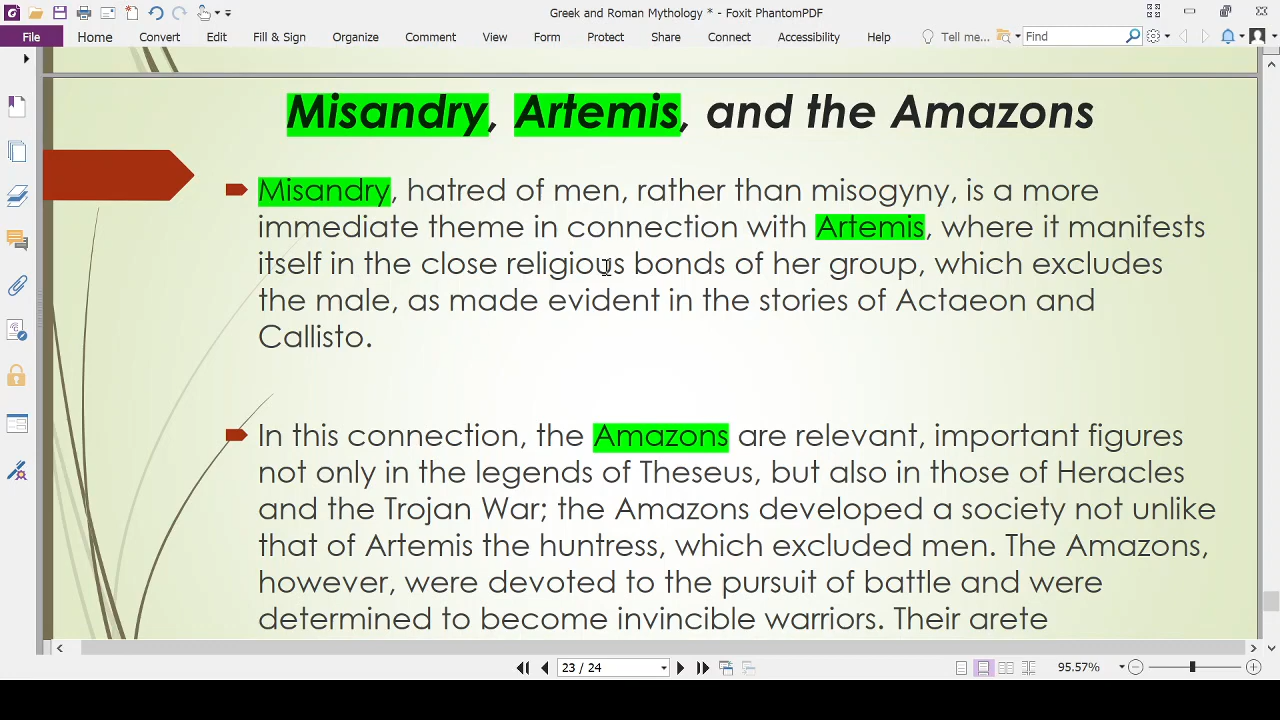 Greek and Roman Mythology * - Foxit PhantomPDF
File Home Convert Edit Fill & Sign Organize Comment View Form Protect Share Connect Accessibility Help Tell me... Find
Misandry, Artemis, and the Amazons
Misandry, hatred of men, rather than misogyny, is a more
immediate theme in connection with Artemis, where it manifests
itself in the close religious bonds of her group, which excludes
the male, as made evident in the stories of Actaeon and
Callisto.
In this connection, the Amazons are relevant, important figures
not only in the legends of Theseus, but also in those of Heracles
and the Trojan War; the Amazons developed a society not unlike
that of Artemis the huntress, which excluded men. The Amazons,
however, were devoted to the pursuit of battle and were
determined to become invincible warriors. Their arete
23 / 24
95.57%